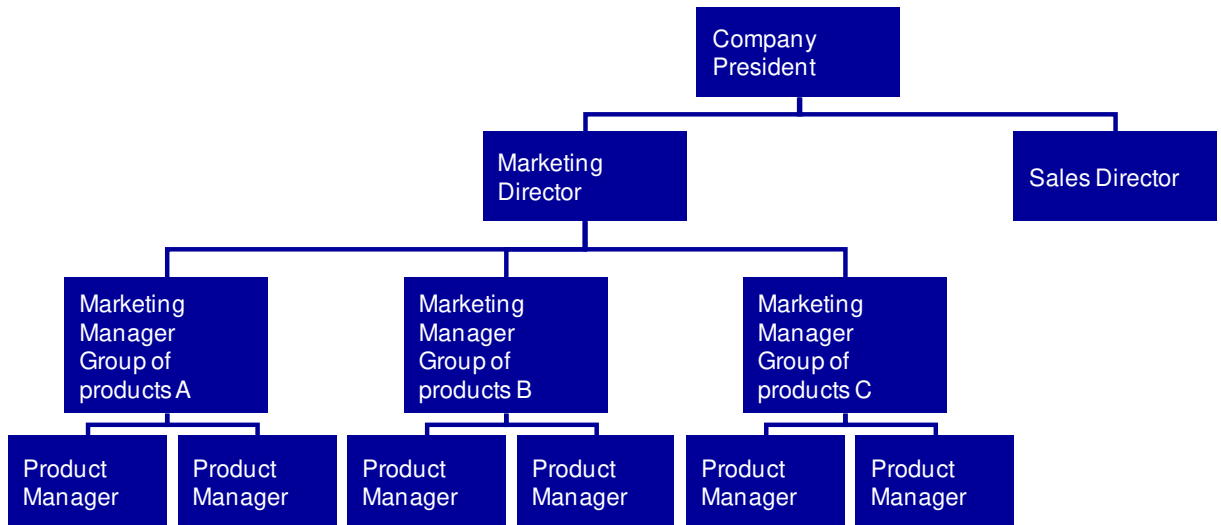 Company
President
Marketing
Director
Sales Director
Marketing
Manager
Group of
products A
Marketing
Manager
Group of
products B
Marketing
Manager
Group of
products C
Product
Manager
Product
Manager
Product
Manager
Product
Manager
Product
Manager
Product
Manager